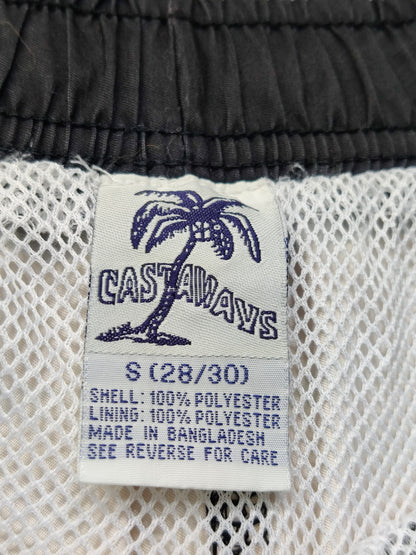 CASTAWAYS
S (28/30)
SHELL: 100% POLYESTER
LINING: 100% POLYESTER
MADE IN BANGLADESH
SEE REVERSE FOR CARE